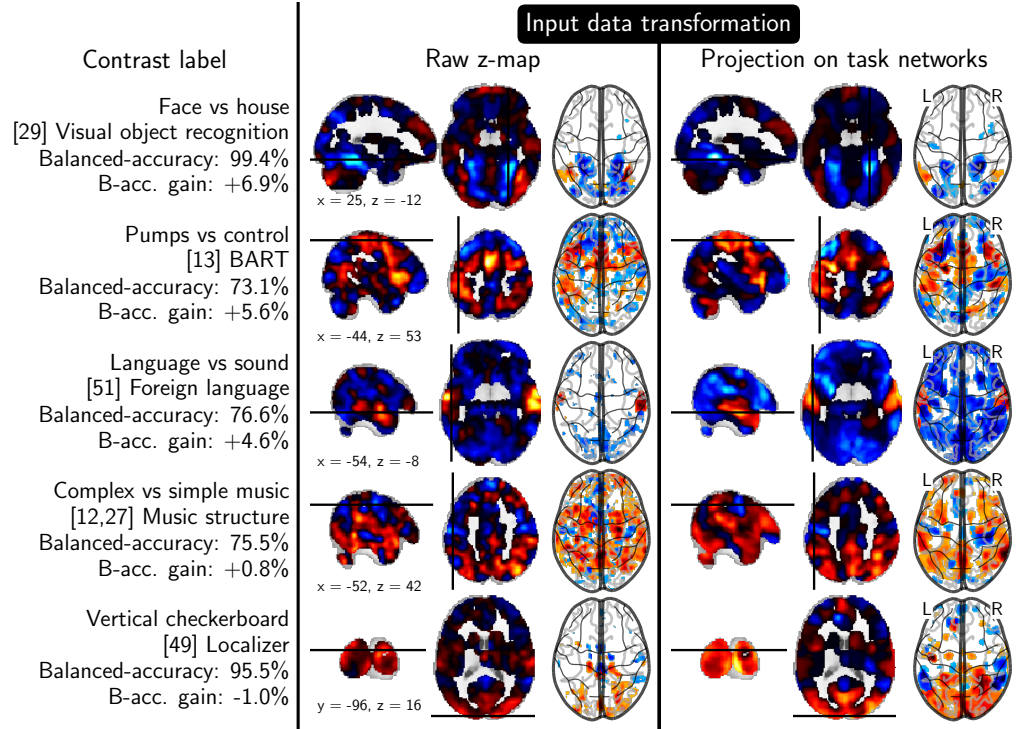 Input data transformation
Contrast label
Raw z-map
Projection on task networks
Face vs house
[29] Visual object recognition
Balanced-accuracy: 99.4%
B-acc. gain: +6.9%
x = 25, z = -12
L R
Pumps vs control
[13] BART
Balanced-accuracy: 73.1%
B-acc. gain: +5.6%
x = -44, z = 53
L R
Language vs sound
[51] Foreign language
Balanced-accuracy: 76.6%
B-acc. gain: +4.6%
x = -54, z = -8
L R
Complex vs simple music
[12,27] Music structure
Balanced-accuracy: 75.5%
B-acc. gain: +0.8%
x = -52, z = 42
L R
Vertical checkerboard
[49] Localizer
Balanced-accuracy: 95.5%
B-acc. gain: -1.0%
y = -96, z = 16
L R